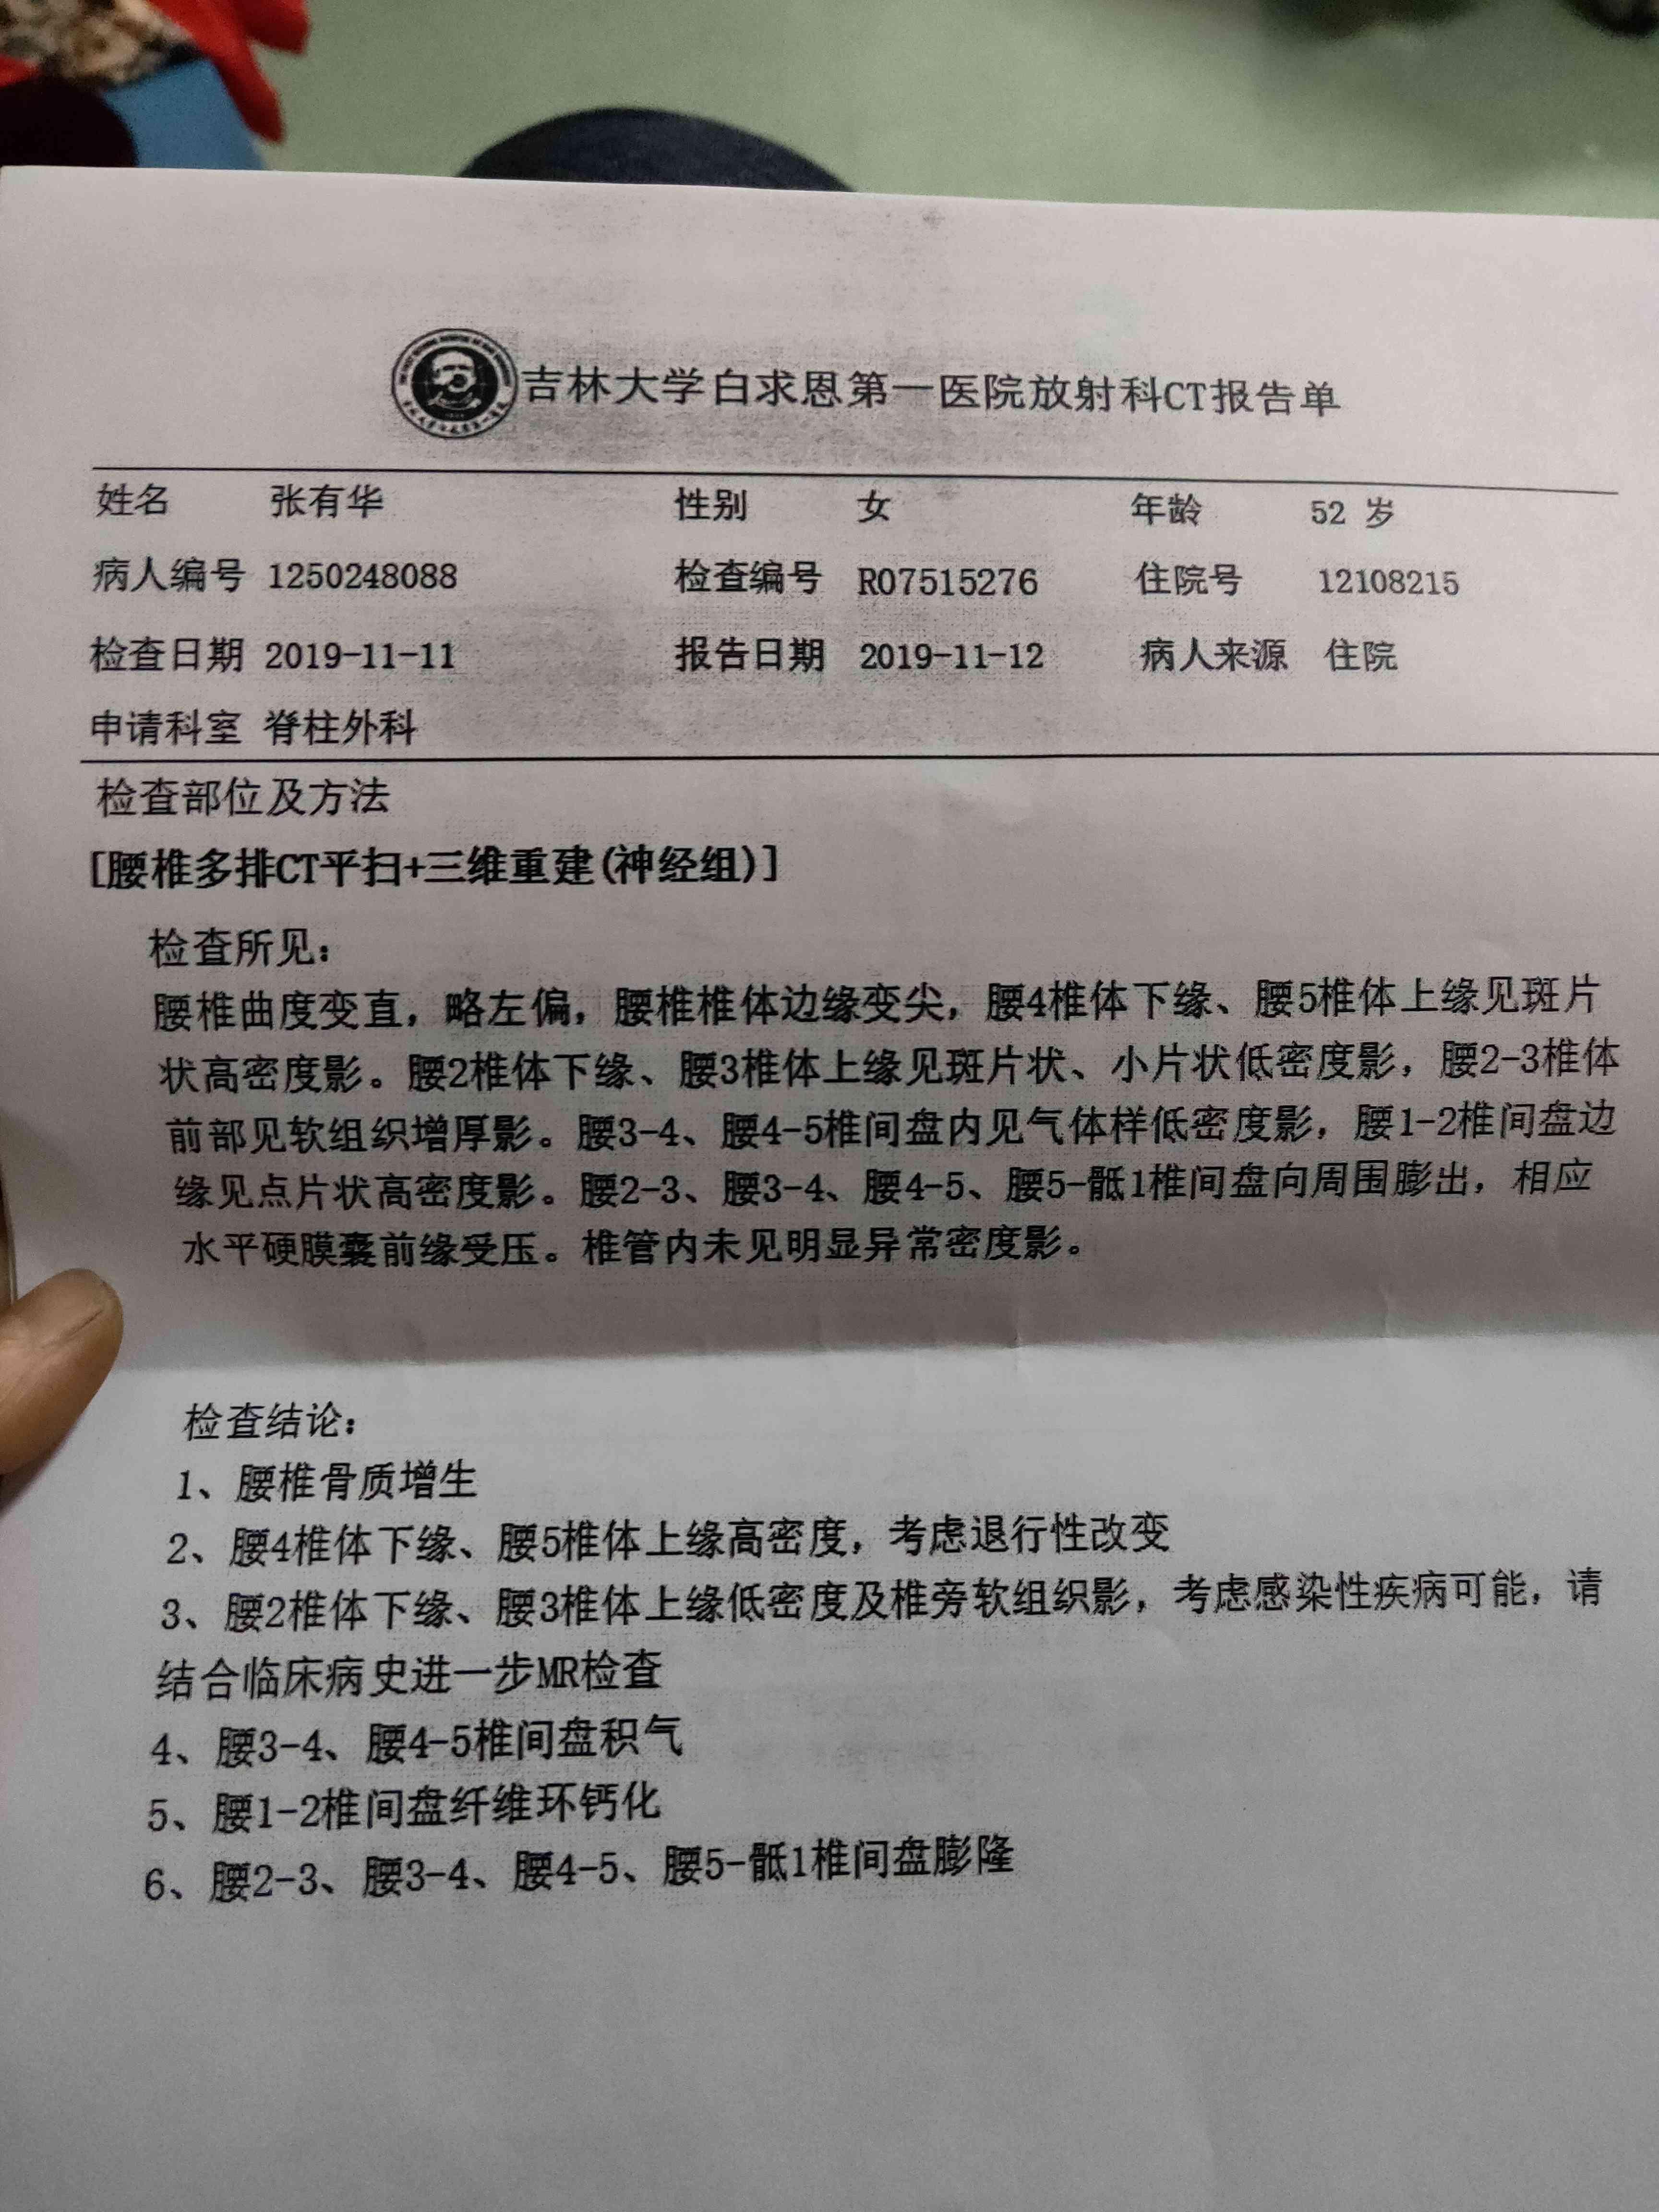 吉林大学白求恩第一医院放射科CT报告单
姓名 张有华 性别 女 年龄 52 岁
病人编号 1250248088 检查编号 R07515276 住院号 12108215
检查日期 2019-11-11 报告日期 2019-11-12 病人来源 住院
申请科室 脊柱外科
检查部位及方法
[腰椎多排CT平扫+三维重建(神经组)]
检查所见：
腰椎曲度变直，略左偏，腰椎椎体边缘变尖，腰4椎体下缘、腰5椎体上缘见斑片
状高密度影。腰2椎体下缘、腰3椎体上缘见斑片状、小片状低密度影，腰2-3椎体
前部见软组织增厚影。腰3-4、腰4-5椎间盘内见气体样低密度影，腰1-2椎间盘边
缘见点片状高密度影。腰2-3、腰3-4、腰4-5、腰5-骶1椎间盘向周围膨出，相应
水平硬膜囊前缘受压。椎管内未见明显异常密度影。
检查结论：
1、腰椎骨质增生
2、腰4椎体下缘、腰5椎体上缘高密度，考虑退行性改变
3、腰2椎体下缘、腰3椎体上缘低密度及椎旁软组织影，考虑感染性疾病可能，请
结合临床病史进一步MR检查
4、腰3-4、腰4-5椎间盘积气
5、腰1-2椎间盘纤维环钙化
6、腰2-3、腰3-4、腰4-5、腰5-骶1椎间盘膨隆